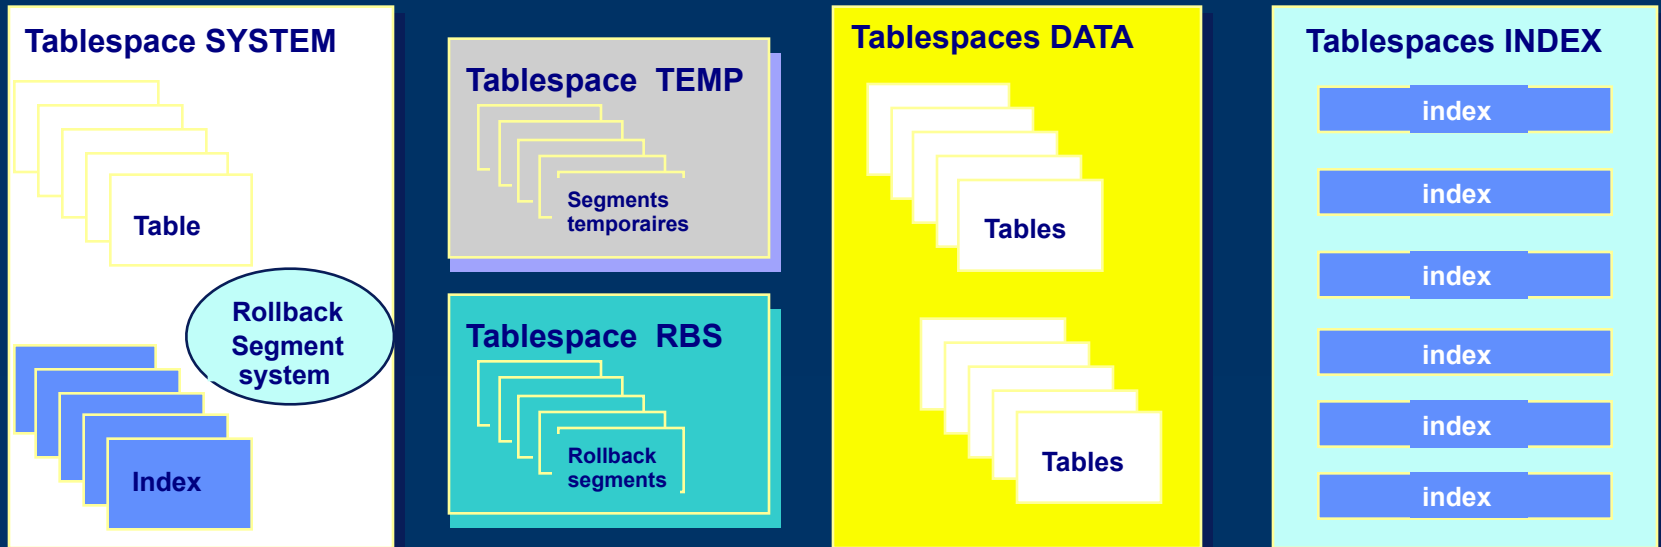 Tablespace SYSTEM
Table
Rollback
Segment
system
Index
Tablespace TEMP
Segments
temporaires
Tablespace RBS
Rollback
segments
Tablespaces DATA
Tables
Tables
Tablespaces INDEX
index
index
index
index
index
index